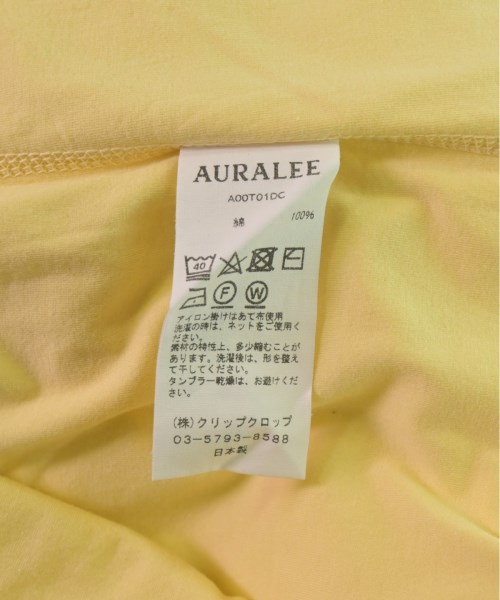 AURALEE
A00T01DC
綿 100%
40
F W
アイロン掛けはあて布使用
洗濯の時は、ネットをご使用く
ださい。
素材の特性上、多少縮むことが
あります。洗濯後は、形を整え
て干してください。
タンブラー乾燥は、お避けくだ
さい。
(株)クリップクロップ
03-5793-8588
日本製